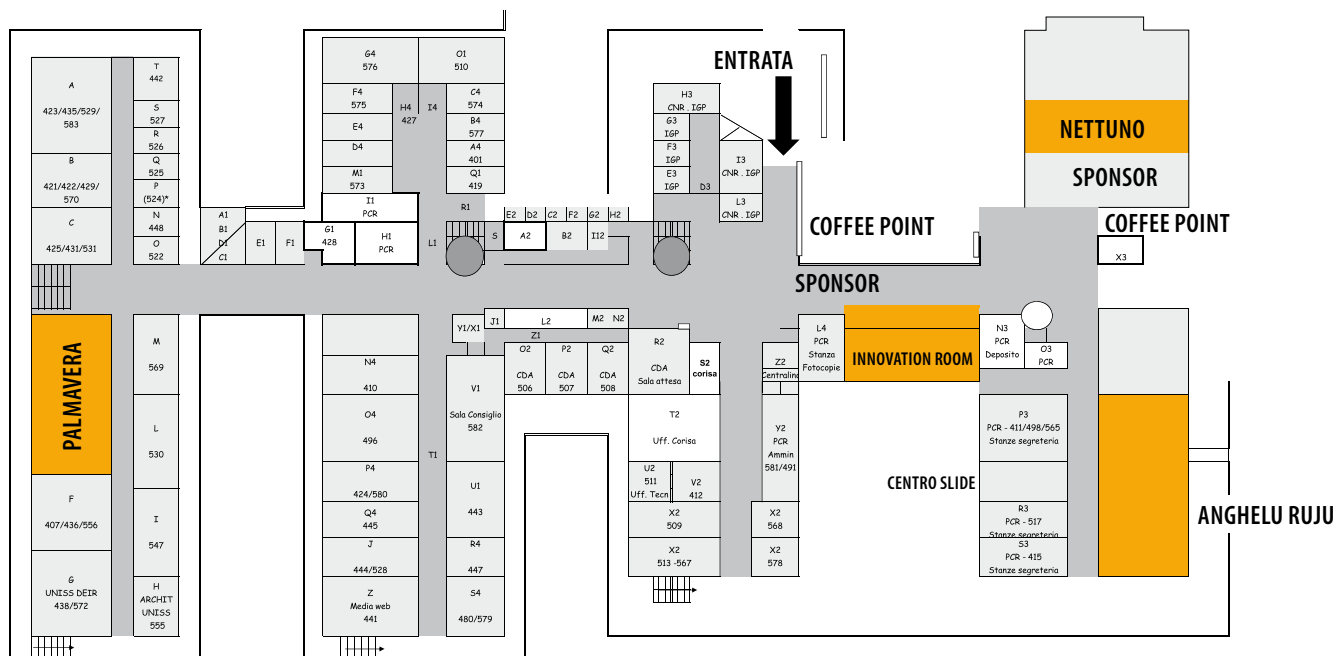 ENTRATA
NETTUNO
SPONSOR
COFFEE POINT
COFFEE POINT
SPONSOR
INNOVATION ROOM
PALMAVERA
CENTRO SLIDE
ANGHELU RUJU
A
423/435/529/
583
B
421/422/429/
570
C
425/431/531
T
442
S
527
R
526
Q
525
P
(524)*
N
448
O
522
A1
B1
D1
C1
E1
F1
G1
428
H1
PCR
I1
PCR
G4
576
O1
510
F4
575
E4
D4
M1
573
H4
427
I4
C4
574
B4
577
A4
401
Q1
419
R1
L1
S
E2
D2
C2
F2
G2
H2
A2
B2
I12
H3
CNR . IGP
G3
IGP
F3
IGP
E3
IGP
D3
I3
CNR . IGP
L3
CNR . IGP
X3
M
569
L
530
I
547
H
ARCHIT
UNISS
555
F
407/436/556
G
UNISS DEIR
438/572
N4
410
O4
496
P4
424/580
Q4
445
J
444/528
Z
Media web
441
T1
Y1/X1
V1
Sala Consiglio
582
U1
443
R4
447
S4
480/579
J1
L2
M2
N2
Z1
O2
CDA
506
P2
CDA
507
Q2
CDA
508
R2
CDA
Sala attesa
S2
corisa
T2
Uff. Corisa
U2
511
Uff. Tecn
V2
412
X2
509
X2
513 -567
Z2
Centralino
Y2
PCR
Ammin
581/491
X2
568
X2
578
L4
PCR
Stanza
Fotocopie
N3
PCR
Deposito
O3
PCR
P3
PCR - 411/498/565
Stanze segreteria
R3
PCR - 517
Stanze segreteria
S3
PCR - 415
Stanze segreteria